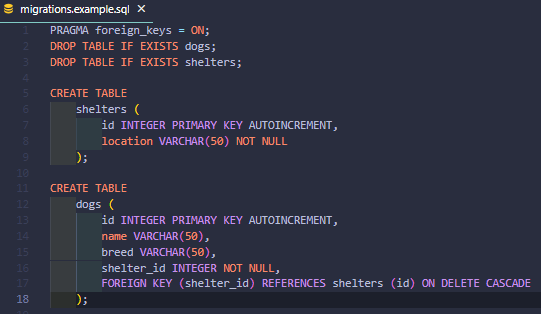 migrations.example.sql ×
1 PRAGMA foreign_keys = ON;
2 DROP TABLE IF EXISTS dogs;
3 DROP TABLE IF EXISTS shelters;
4
5 CREATE TABLE
6 shelters (
7 id INTEGER PRIMARY KEY AUTOINCREMENT,
8 location VARCHAR(50) NOT NULL
9 );
10
11 CREATE TABLE
12 dogs (
13 id INTEGER PRIMARY KEY AUTOINCREMENT,
14 name VARCHAR(50),
15 breed VARCHAR(50),
16 shelter_id INTEGER NOT NULL,
17 FOREIGN KEY (shelter_id) REFERENCES shelters (id) ON DELETE CASCADE
18 );